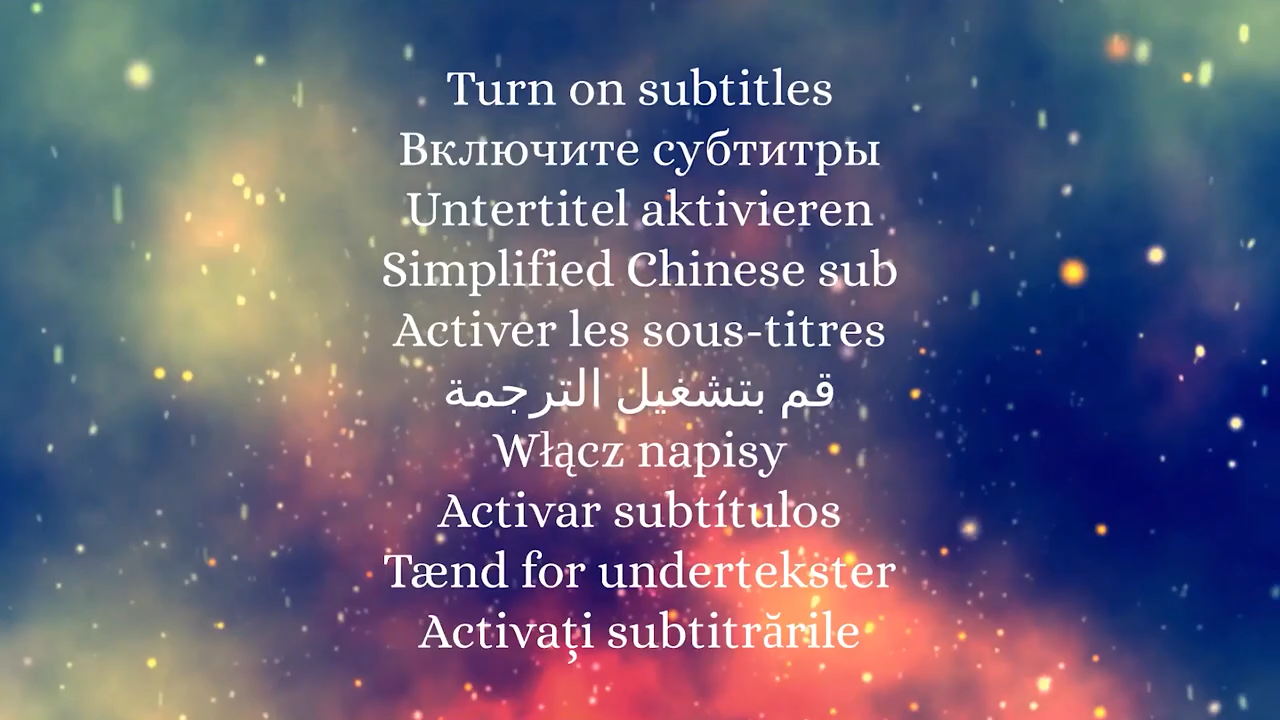 Turn on subtitles
Включите субтитры
Untertitel aktivieren
Simplified Chinese sub
Activer les sous-titres
قم بتشغيل الترجمة
Włącz napisy
Activar subtítulos
Tænd for undertekster
Activați subtitrările